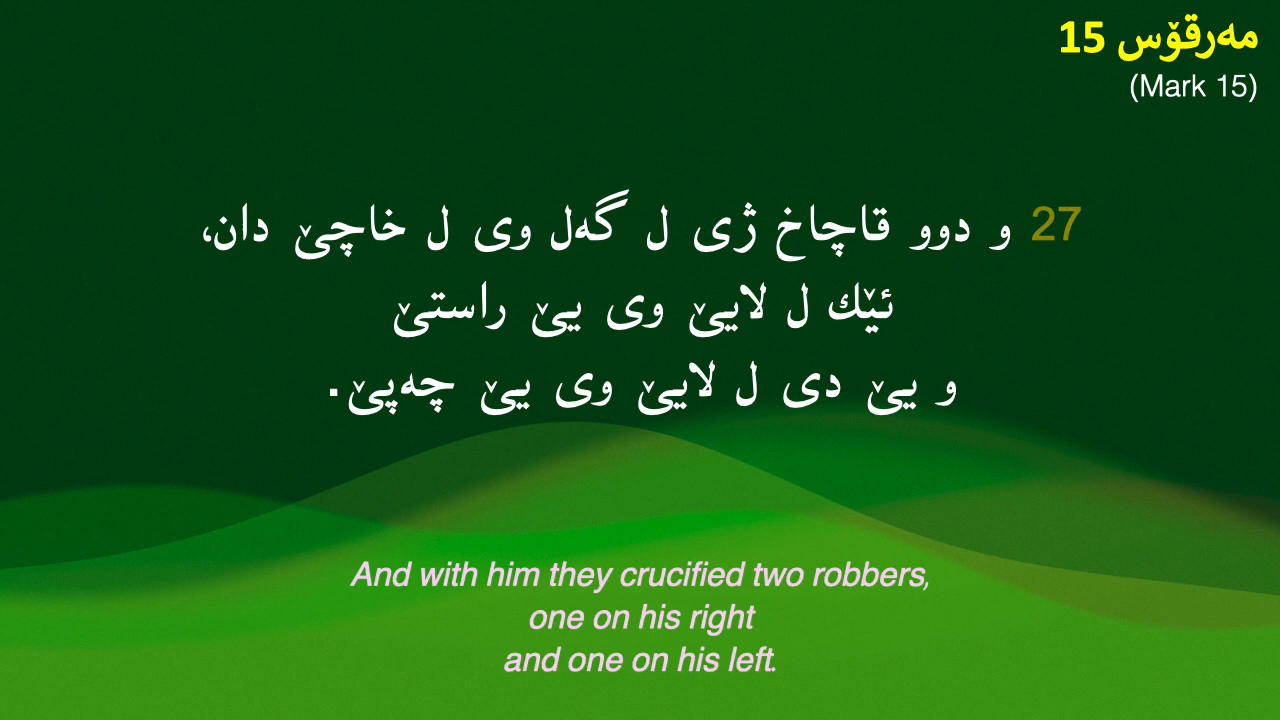 مەرقۆس 15
(Mark 15)
27 و دوو قاچاخ ژی ل گەل وی ل خاچێ دان،
ئێك ل لایێ وی یێ راستێ
و یێ دی ل لایێ وی یێ چەپێ.
And with him they crucified two robbers,
one on his right
and one on his left.